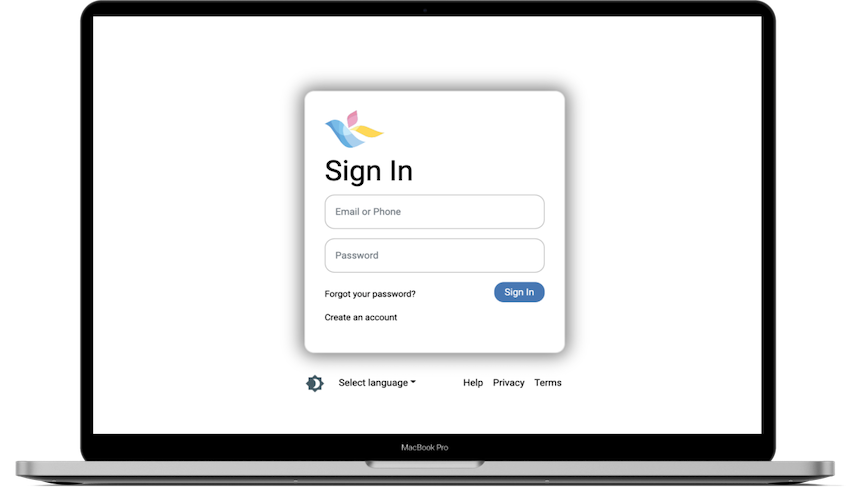 Sign In
Email or Phone
Password
Forgot your password?
Sign In
Create an account
Select language
Help Privacy Terms
MacBook Pro